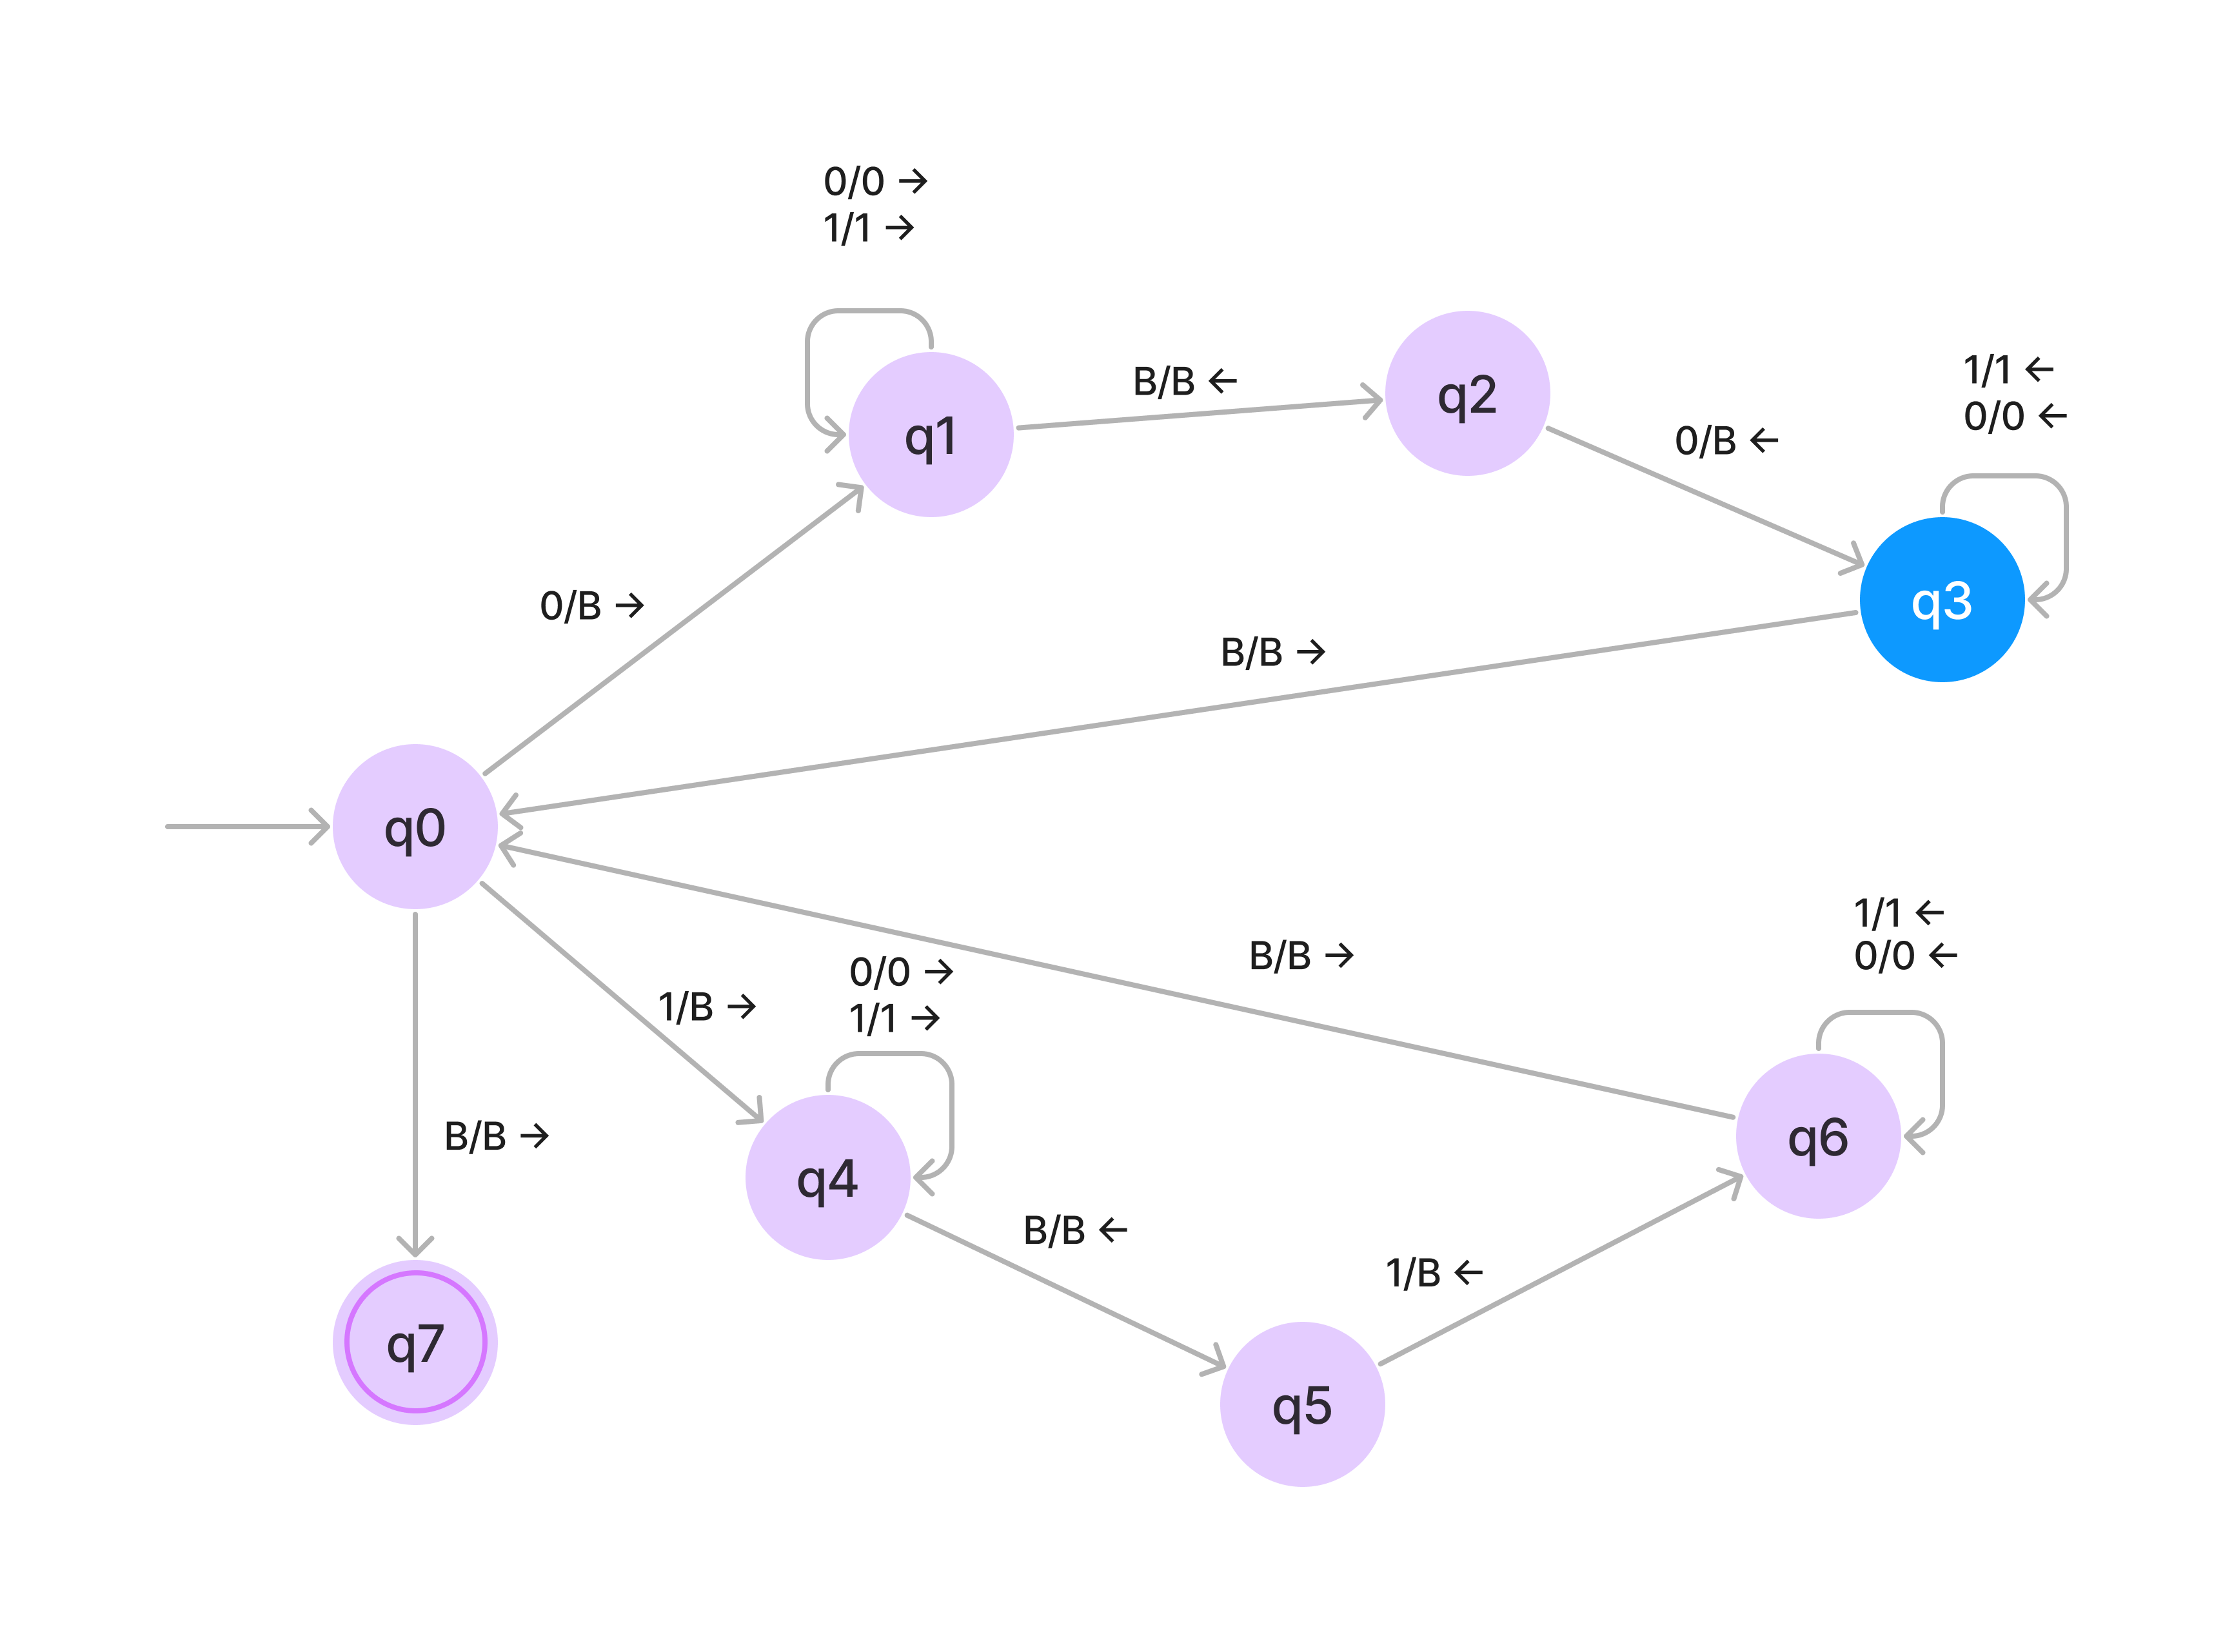 0/0 →
1/1 →
B/B ←
q2
1/1 ←
0/0 ←
q1
0/B ←
0/B →
q3
B/B →
q0
1/1 ←
0/0 ←
B/B →
0/0 →
1/B →
1/1 →
B/B →
q6
q4
B/B ←
1/B ←
q7
q5